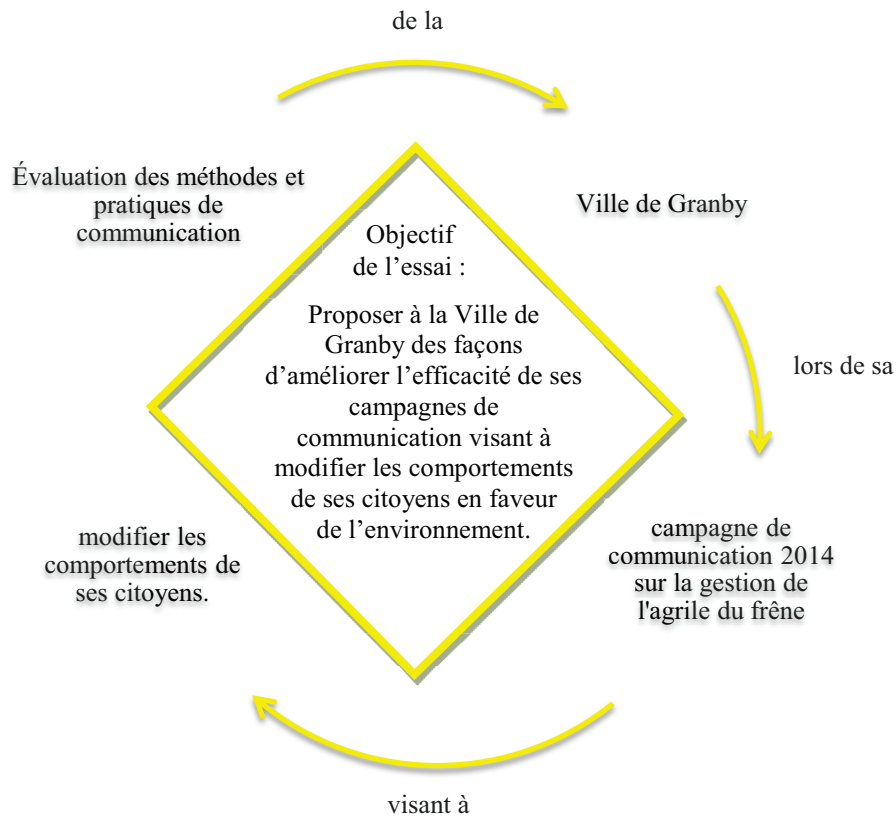 de la
Évaluation des méthodes et
pratiques de
communication
Ville de Granby
Objectif
de l’essai :
Proposer à la Ville de
Granby des façons
d’améliorer l’efficacité de ses
campagnes de
communication visant à
modifier les comportements
de ses citoyens en faveur
de l’environnement.
lors de sa
campagne de
communication 2014
sur la gestion de
l'agrile du frêne
visant à
modifier les
comportements de
ses citoyens.